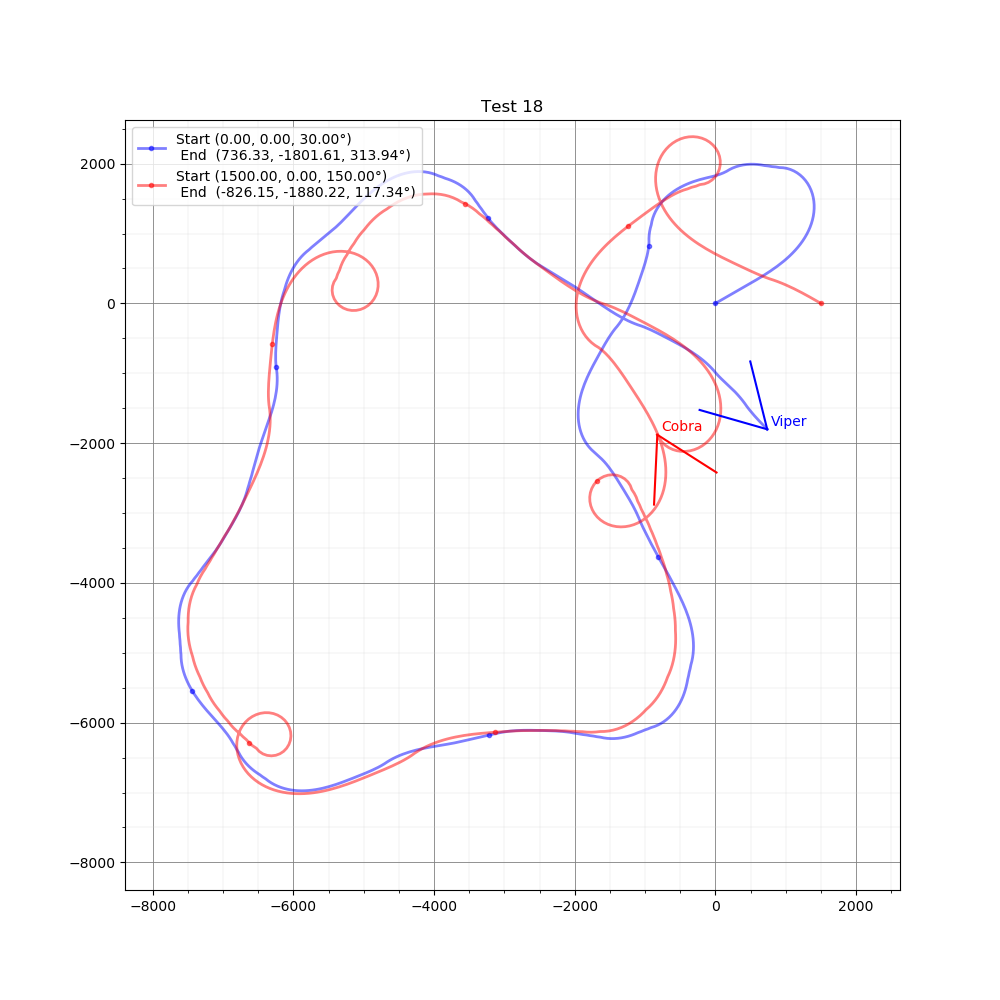 Test 18
Start (0.00, 0.00, 30.00°)
End (736.33, -1801.61, 313.94°)
Start (1500.00, 0.00, 150.00°)
End (-826.15, -1880.22, 117.34°)
2000
0
−2000
−4000
−6000
−8000
Cobra
Viper
−8000 −6000 −4000 −2000 0 2000